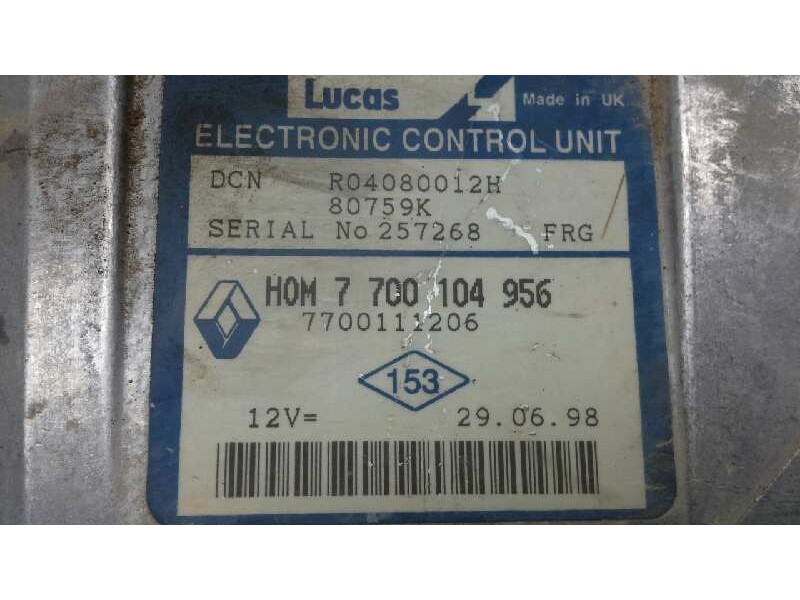 Lucas
Made in UK
ELECTRONIC CONTROL UNIT
DCN R04080012H
80759K
SERIAL No 257268 FRG
HOM 7 700 104 956
7700111206
153
12V= 29.06.98